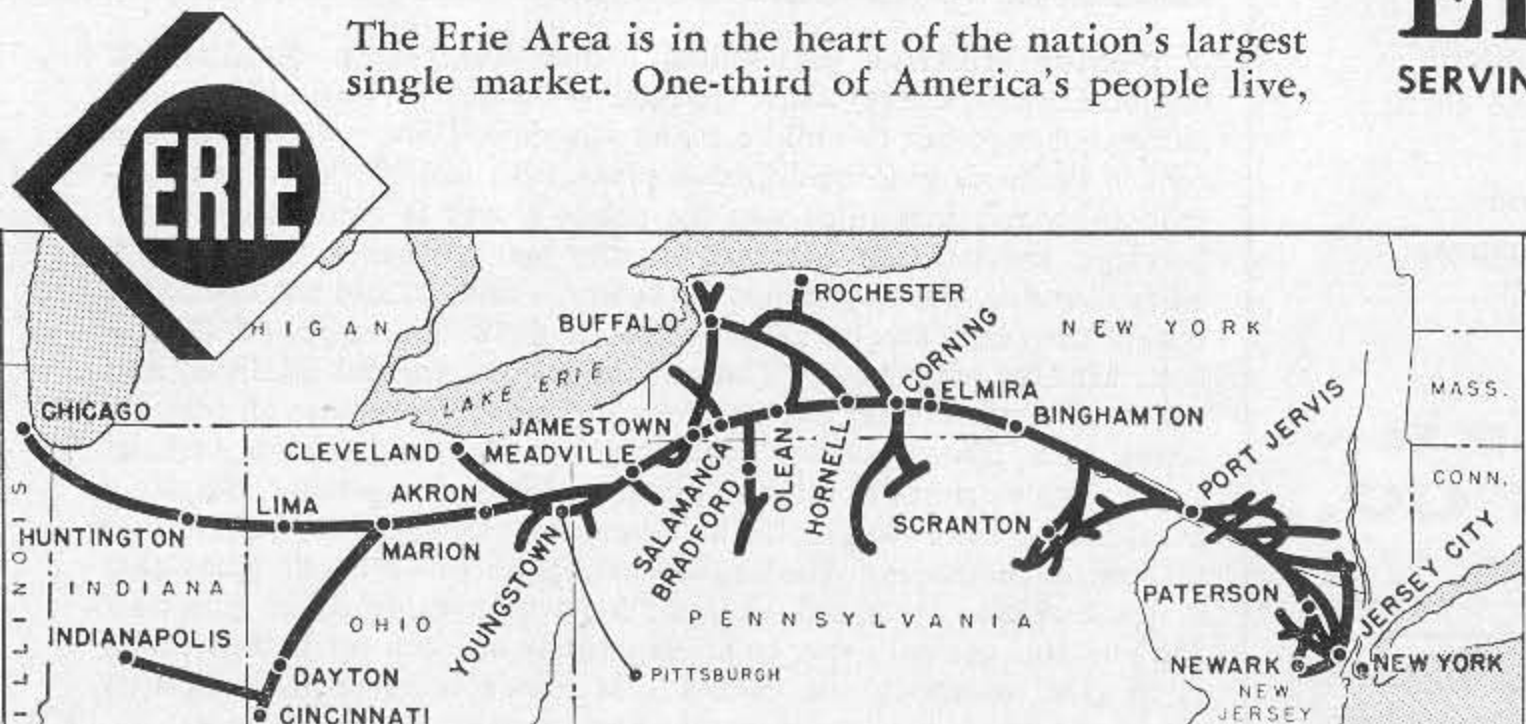 The Erie Area is in the heart of the nation's largest
single market. One-third of America's people live,
SERVIN
ERIE
HIGAN
LAKE ERIE
NEW YORK
MASS.
CONN.
ROCHESTER
BUFFALO
CORNING
ELMIRA
BINGHAMTON
PORT JERVIS
CHICAGO
JAMESTOWN
CLEVELAND
MEADVILLE
SALAMANCA
BRADFORD
OLEAN
HORNELL
AKRON
LIMA
HUNTINGTON
MARION
YOUNGSTOWN
SCRANTON
INDIANA
OHIO
PENNSYLVANIA
PATERSON
JERSEY CITY
INDIANAPOLIS
DAYTON
PITTSBURGH
NEWARK
NEW YORK
NEW
JERSEY
CINCINNATI